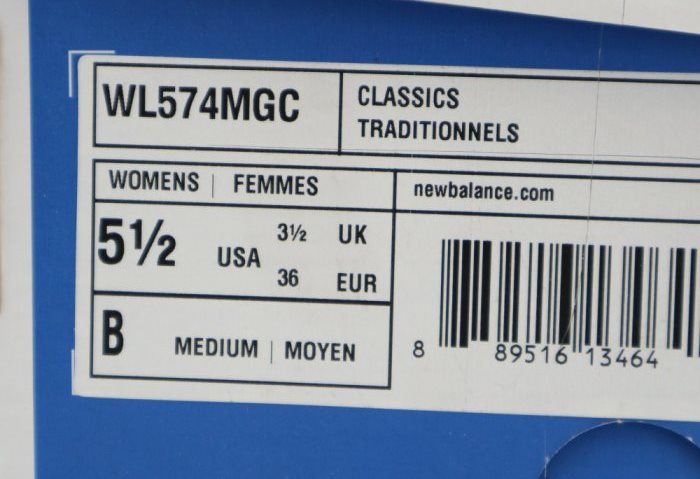 WL574MGC
CLASSICS
TRADITIONNELS
WOMENS | FEMMES
newbalance.com
5½ USA
3½ UK
36 EUR
B MEDIUM | MOYEN
8 89516 13464